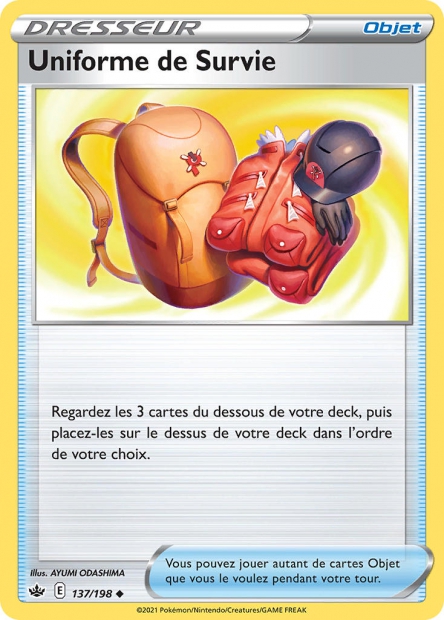 DRESSEUR
Objet
Uniforme de Survie
Regardez les 3 cartes du dessous de votre deck, puis
placez-les sur le dessus de votre deck dans l'ordre
de votre choix.
Illus. AYUMI ODASHIMA
Vous pouvez jouer autant de cartes Objet
que vous le voulez pendant votre tour.
E 137/198
©2021 Pokémon/Nintendo/Creatures/GAME FREAK